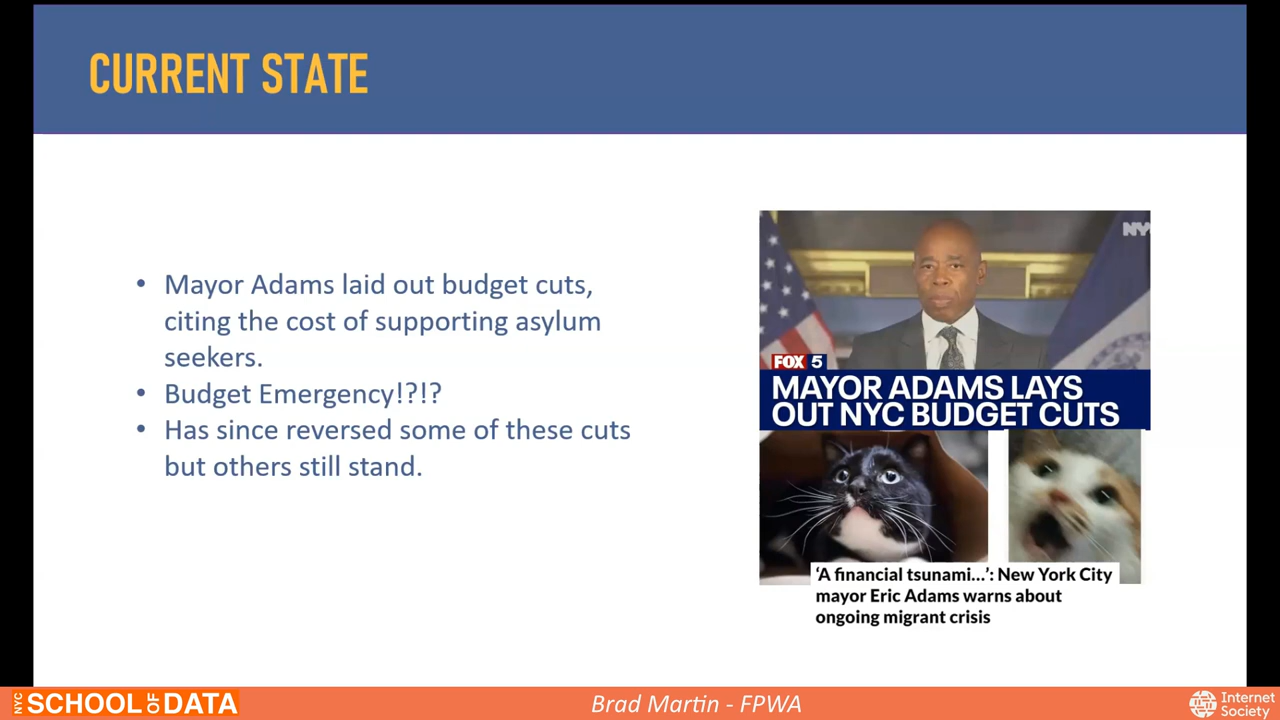 CURRENT STATE
• Mayor Adams laid out budget cuts,
citing the cost of supporting asylum
seekers.
• Budget Emergency!?!?
• Has since reversed some of these cuts
but others still stand.
NY
FOX 5
MAYOR ADAMS LAYS
OUT NYC BUDGET CUTS
‘A financial tsunami...’: New York City
mayor Eric Adams warns about
ongoing migrant crisis
NYC SCHOOL OF DATA
Brad Martin - FPWA
Internet
Society